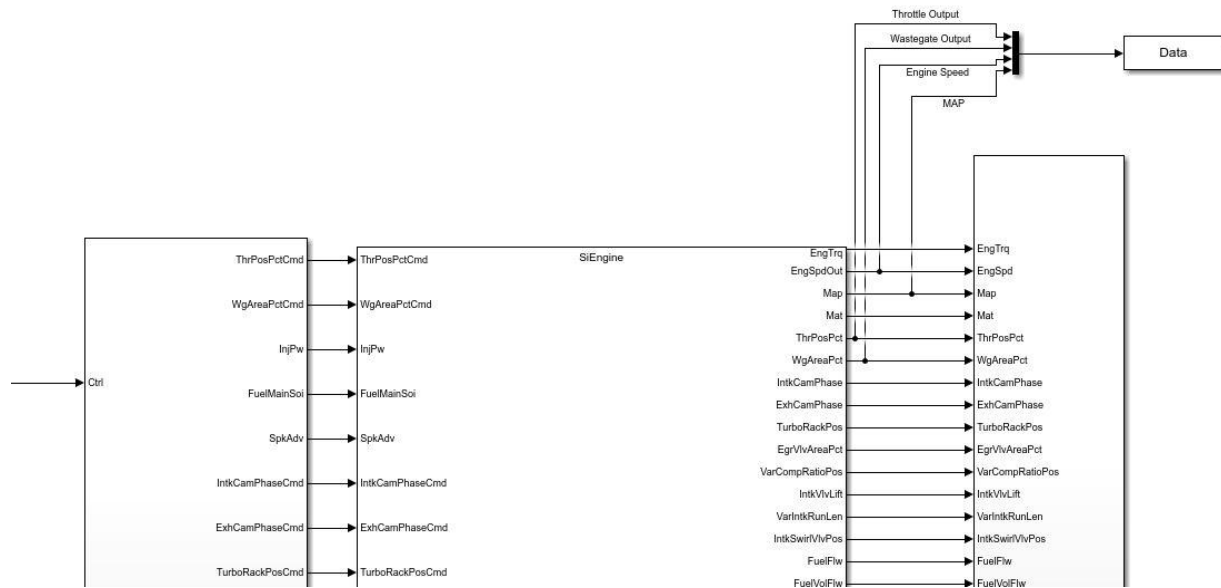 Throttle Output
Wastegate Output
Engine Speed
MAP
Data
Ctrl
ThrPosPctCmd
WgAreaPctCmd
InjPw
FuelMainSoi
SpkAdv
IntkCamPhaseCmd
ExhCamPhaseCmd
TurboRackPosCmd
SiEngine
ThrPosPctCmd
WgAreaPctCmd
InjPw
FuelMainSoi
SpkAdv
IntkCamPhaseCmd
ExhCamPhaseCmd
TurboRackPosCmd
EngTrq
EngSpdOut
Map
Mat
ThrPosPct
WgAreaPct
IntkCamPhase
ExhCamPhase
TurboRackPos
EgrVlvAreaPct
VarCompRatioPos
IntkVlvLift
VarIntkRunLen
IntkSwirlVlvPos
FuelFlw
FuelVolFlw
EngTrq
EngSpd
Map
Mat
ThrPosPct
WgAreaPct
IntkCamPhase
ExhCamPhase
TurboRackPos
EgrVlvAreaPct
VarCompRatioPos
IntkVlvLift
VarIntkRunLen
IntkSwirlVlvPos
FuelFlw
FuelVolFlw